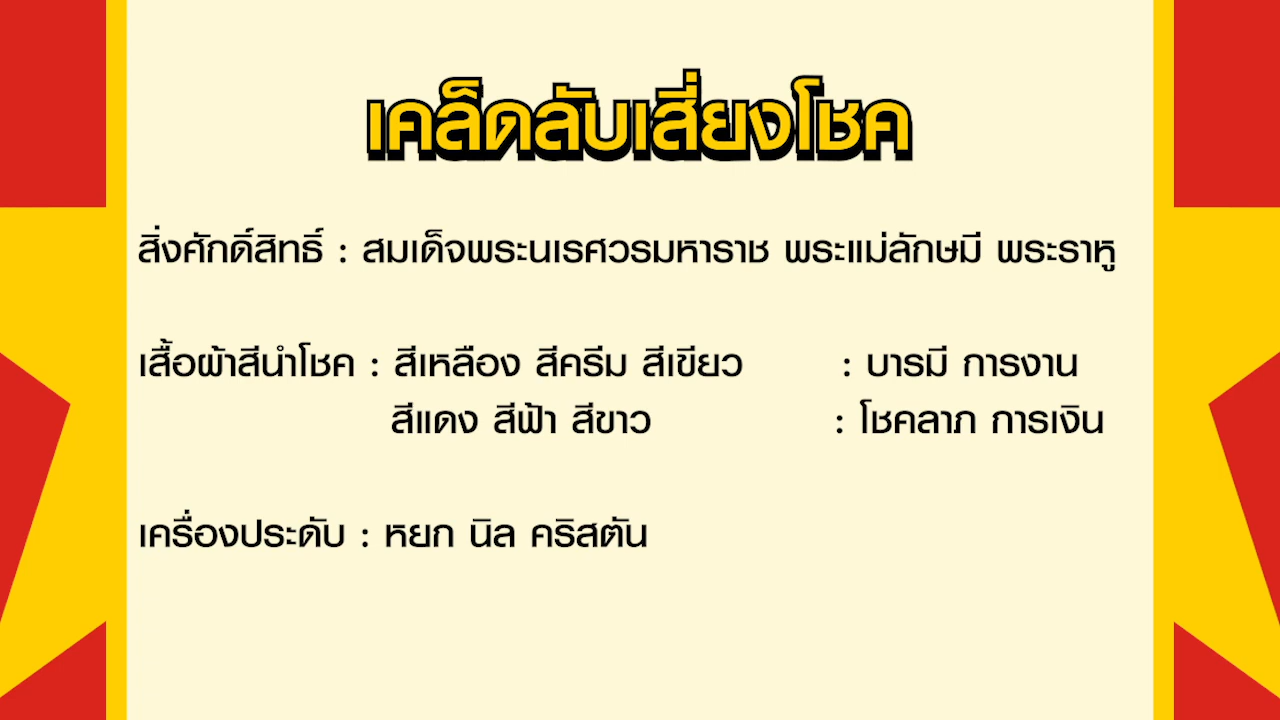 เคล็ดลับเสี่ยงโชค
สิ่งศักดิ์สิทธิ์ : สมเด็จพระนเรศวรมหาราช พระแม่ลักษมี พระราหู
เสื้อผ้าสีนำโชค : สีเหลือง สีครีม สีเขียว : บารมี การงาน
สีแดง สีฟ้า สีขาว : โชคลาภ การเงิน
เครื่องประดับ : หยก นิล คริสตัน